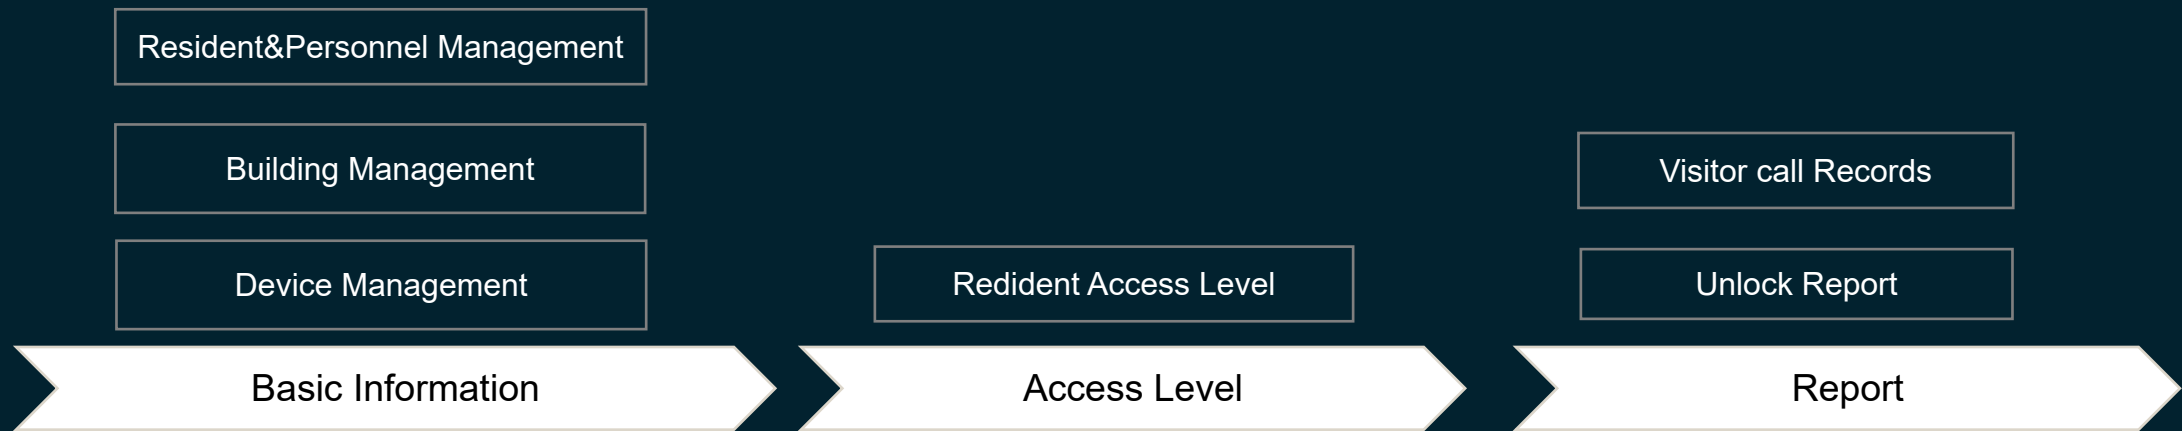 Resident&Personnel Management
Building Management
Device Management
Basic Information
Redident Access Level
Access Level
Visitor call Records
Unlock Report
Report